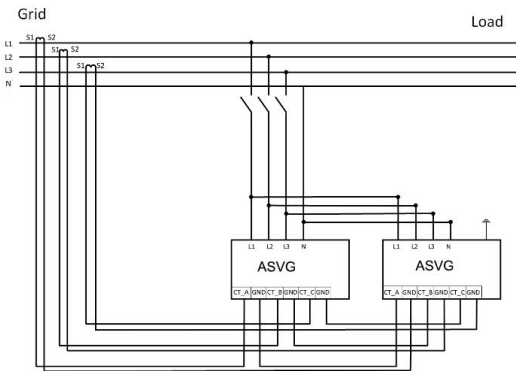 Grid
Load
S1 S2
L1
S1 S2
L2
S1 S2
L3
N
L1 L2 L3 N
L1 L2 L3 N
ASVG
ASVG
CT_A GND CT_B GND CT_C GND
CT_A GND CT_B GND CT_C GND